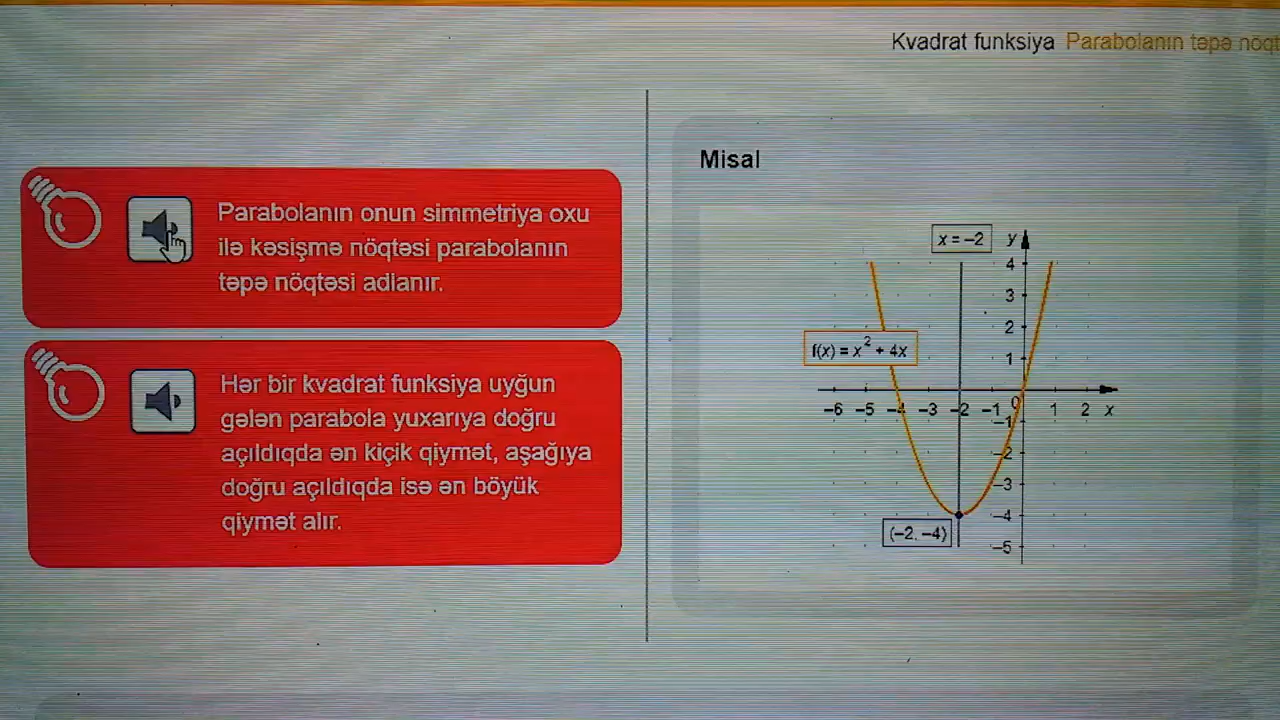 Kvadrat funksiya Parabolanın təpə nöqt
Parabolanın onun simmetriya oxu
ilə kəsişmə nöqtəsi parabolanın
təpə nöqtəsi adlanır.
Hər bir kvadrat funksiya uyğun
gələn parabola yuxarıya doğru
açıldıqda ən kiçik qiymət, aşağıya
doğru açıldıqda isə ən böyük
qiymət alır.
Misal
x = −2 y
4
3
2
f(x) = x² + 4x
1
0
−6 −5 −4 −3 −2 −1 1 2 x
−1
−2
−3
−4
(−2, −4)
−5